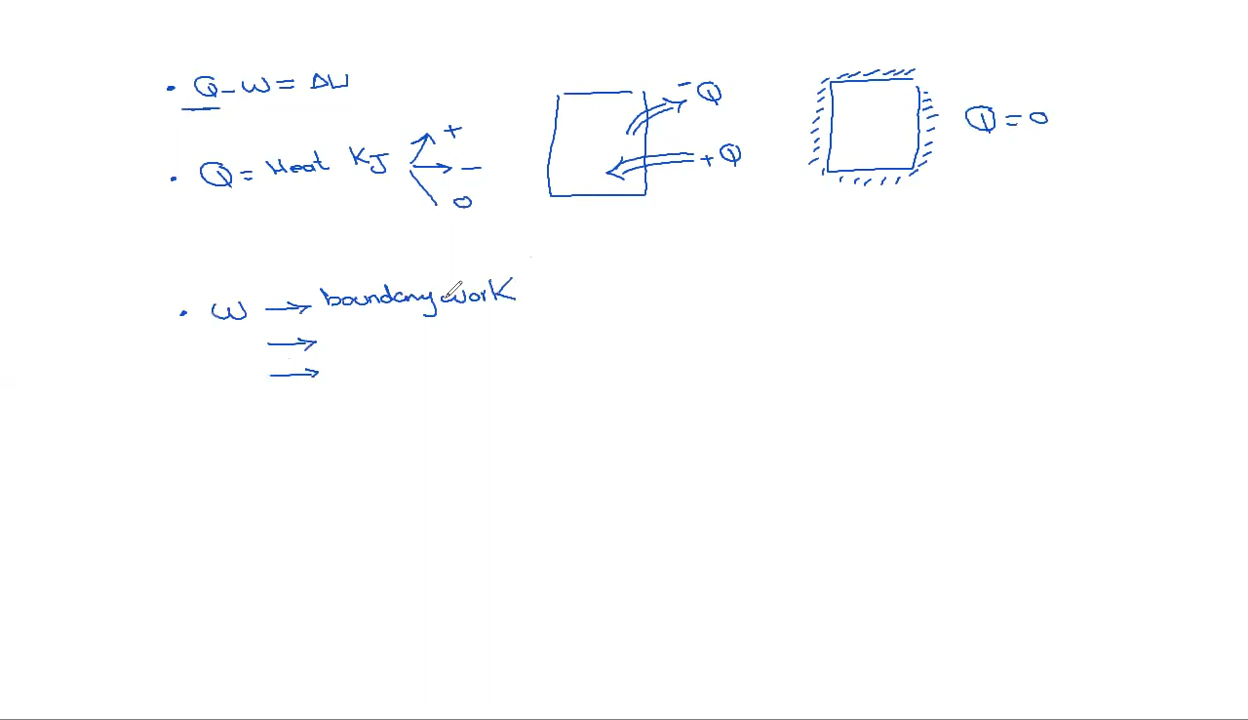 • Q - W = ΔU
• Q = Heat KJ + - 0
- Q
+ Q
Q = 0
• W → boundary work
→
→